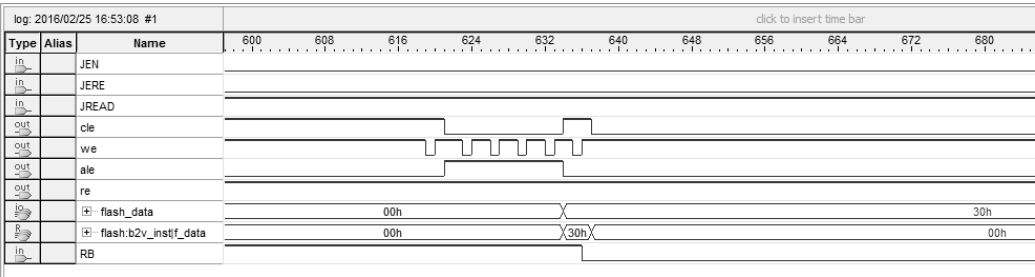 log: 2016/02/25 16:53:08 #1 click to insert time bar
Type Alias Name 600 608 616 624 632 640 648 656 664 672 680
in JEN
in JERE
in JREAD
out cle
out we
out ale
out re
io flash_data 00h 30h
R flash:b2v_inst|f_data 00h 30h 00h
in RB